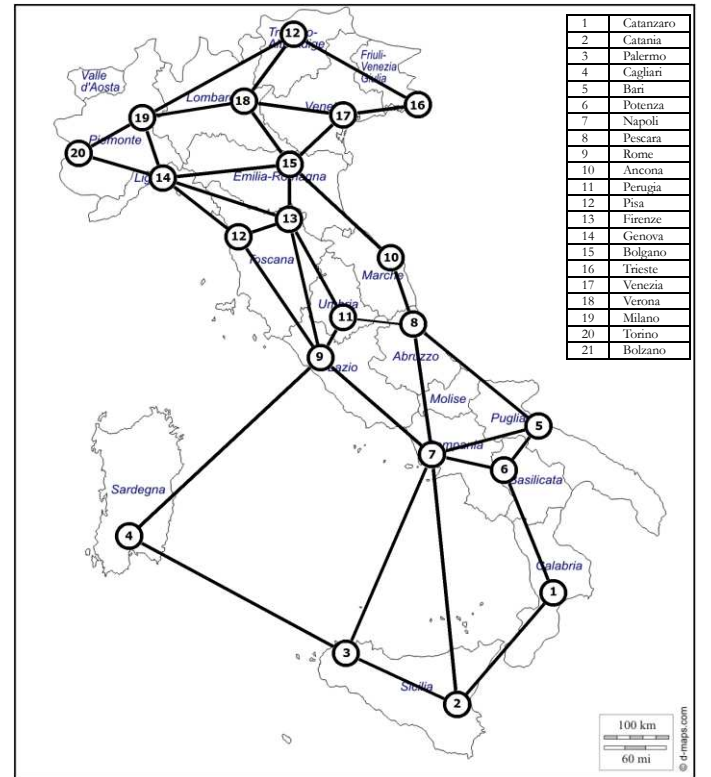 12
Trentino-
Alto Adige
Friuli-
Venezia
Giulia
Valle
d'Aosta
Lombar
18
Vene
17
16
19
Piemonte
20
Lig
14
15
Emilia-Romagna
13
12
Toscana
10
Marche
Umbria
11
8
9
Lazio
Abruzzo
Molise
Puglia
5
7
mpania
6
Basilicata
Sardegna
4
Calabria
1
3
Sicilia
2
1 Catanzaro
2 Catania
3 Palermo
4 Cagliari
5 Bari
6 Potenza
7 Napoli
8 Pescara
9 Rome
10 Ancona
11 Perugia
12 Pisa
13 Firenze
14 Genova
15 Bolgano
16 Trieste
17 Venezia
18 Verona
19 Milano
20 Torino
21 Bolzano
100 km
60 mi
© d-maps.com